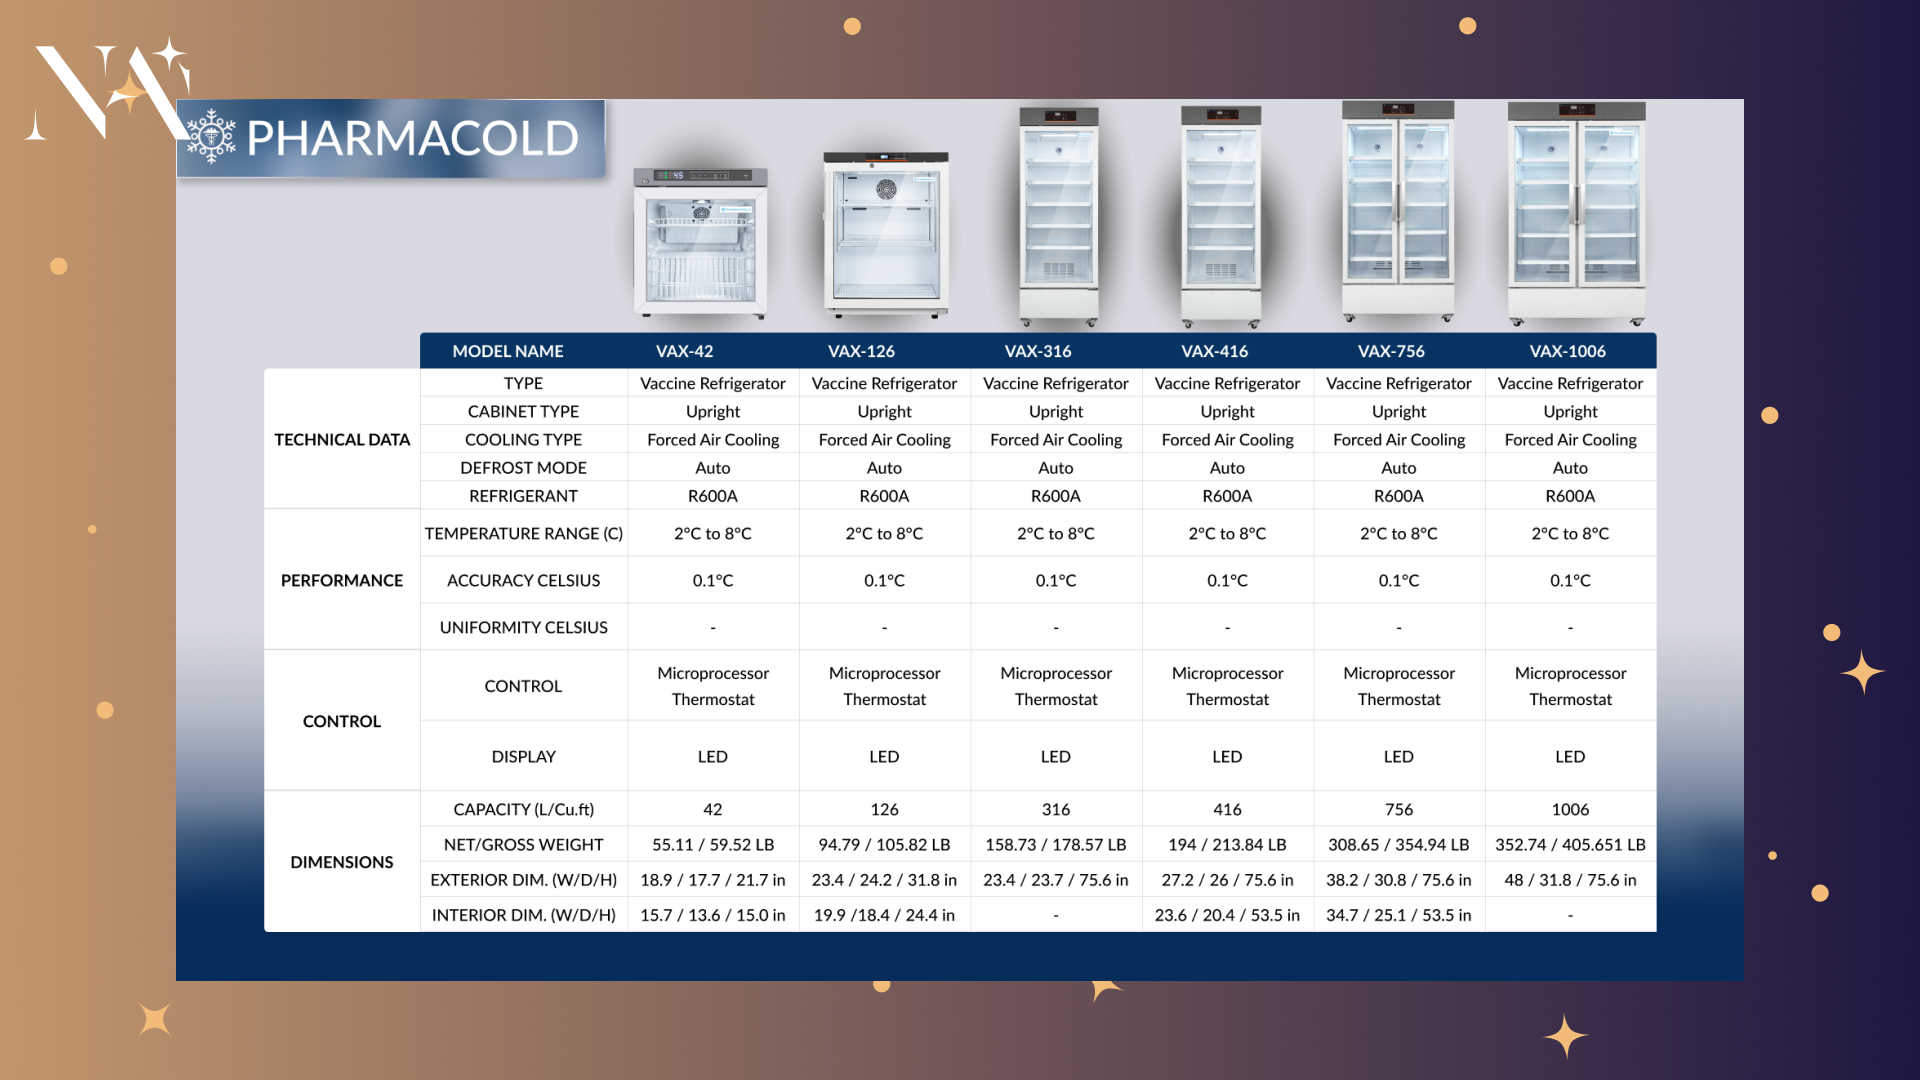 NA
PHARMACOLD
MODEL NAME VAX-42 VAX-126 VAX-316 VAX-416 VAX-756 VAX-1006
TECHNICAL DATA
TYPE Vaccine Refrigerator Vaccine Refrigerator Vaccine Refrigerator Vaccine Refrigerator Vaccine Refrigerator Vaccine Refrigerator
CABINET TYPE Upright Upright Upright Upright Upright Upright
COOLING TYPE Forced Air Cooling Forced Air Cooling Forced Air Cooling Forced Air Cooling Forced Air Cooling Forced Air Cooling
DEFROST MODE Auto Auto Auto Auto Auto Auto
REFRIGERANT R600A R600A R600A R600A R600A R600A
PERFORMANCE
TEMPERATURE RANGE (C) 2°C to 8°C 2°C to 8°C 2°C to 8°C 2°C to 8°C 2°C to 8°C 2°C to 8°C
ACCURACY CELSIUS 0.1°C 0.1°C 0.1°C 0.1°C 0.1°C 0.1°C
UNIFORMITY CELSIUS - - - - - -
CONTROL
CONTROL Microprocessor Thermostat Microprocessor Thermostat Microprocessor Thermostat Microprocessor Thermostat Microprocessor Thermostat Microprocessor Thermostat
DISPLAY LED LED LED LED LED LED
DIMENSIONS
CAPACITY (L/Cu.ft) 42 126 316 416 756 1006
NET/GROSS WEIGHT 55.11 / 59.52 LB 94.79 / 105.82 LB 158.73 / 178.57 LB 194 / 213.84 LB 308.65 / 354.94 LB 352.74 / 405.651 LB
EXTERIOR DIM. (W/D/H) 18.9 / 17.7 / 21.7 in 23.4 / 24.2 / 31.8 in 23.4 / 23.7 / 75.6 in 27.2 / 26 / 75.6 in 38.2 / 30.8 / 75.6 in 48 / 31.8 / 75.6 in
INTERIOR DIM. (W/D/H) 15.7 / 13.6 / 15.0 in 19.9 /18.4 / 24.4 in - 23.6 / 20.4 / 53.5 in 34.7 / 25.1 / 53.5 in -